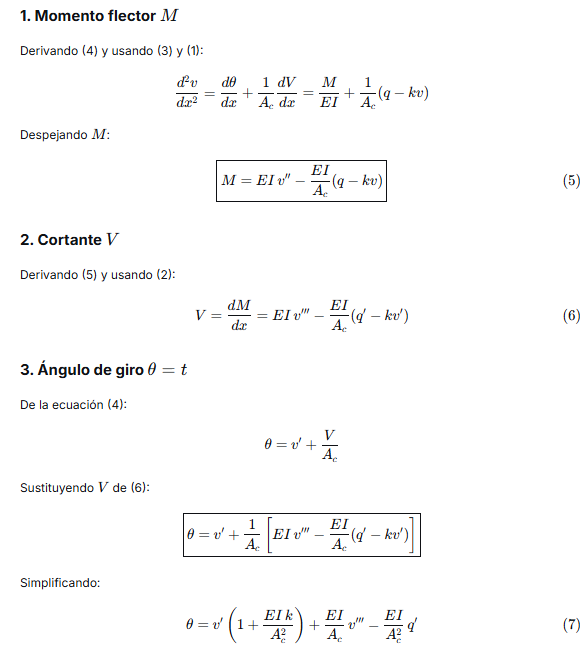 1. Momento flector $M$
Derivando (4) y usando (3) y (1):
$$\frac{d^2v}{dx^2} = \frac{d\theta}{dx} + \frac{1}{A_c}\frac{dV}{dx} = \frac{M}{EI} + \frac{1}{A_c}(q - kv)$$
Despejando $M$:
$$\boxed{M = EI\,v'' - \frac{EI}{A_c}(q - kv)} \quad (5)$$
2. Cortante $V$
Derivando (5) y usando (2):
$$V = \frac{dM}{dx} = EI\,v''' - \frac{EI}{A_c}(q' - kv') \quad (6)$$
3. Ángulo de giro $\theta = t$
De la ecuación (4):
$$\theta = v' + \frac{V}{A_c}$$
Sustituyendo $V$ de (6):
$$\boxed{\theta = v' + \frac{1}{A_c}\left[EI\,v''' - \frac{EI}{A_c}(q' - kv')\right]}$$
Simplificando:
$$\theta = v'\left(1 + \frac{EI\,k}{A_c^2}\right) + \frac{EI}{A_c}\,v''' - \frac{EI}{A_c^2}\,q' \quad (7)$$